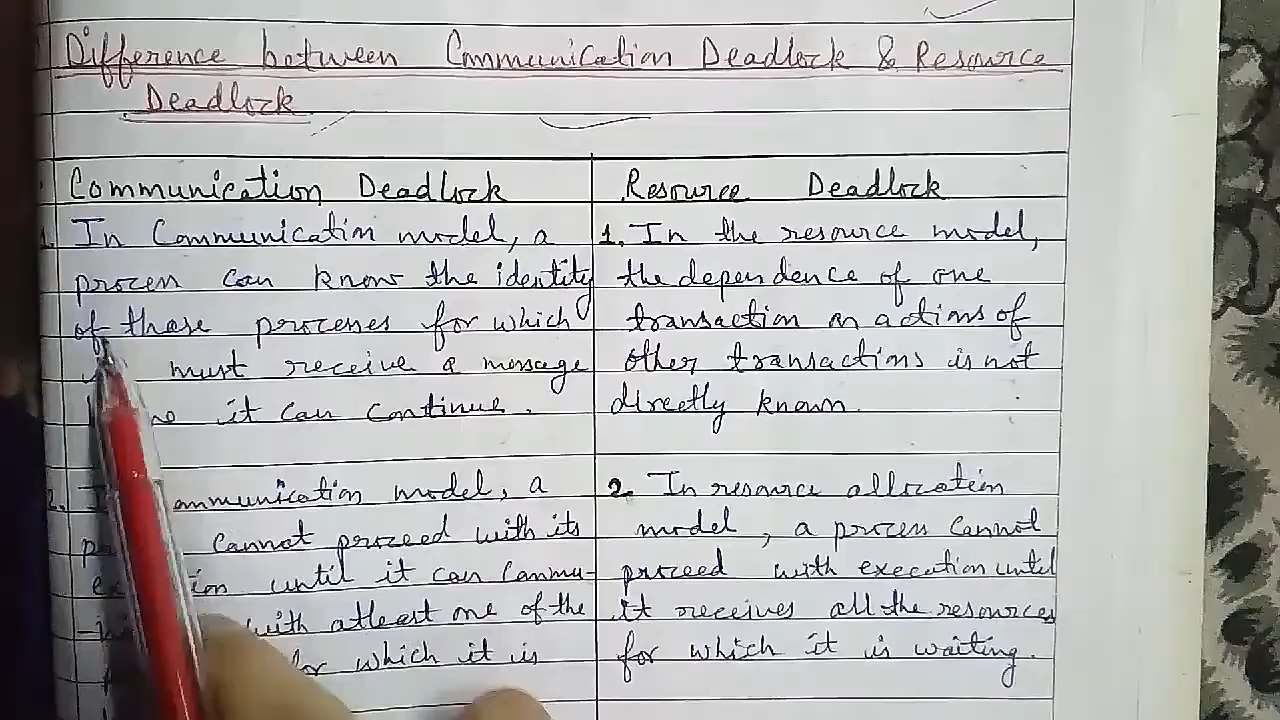 Difference between Communication Deadlock & Resource
Deadlock
Communication Deadlock
1. In Communication model, a
process can know the identity
of those processes for which
must receive a message
it can continue.
2. communication model, a
cannot proceed with its
until it can commu-
with atleast one of the
for which it is
Resource Deadlock
1. In the resource model,
the dependence of one
transaction on actions of
other transactions is not
directly known.
2. In resource allocation
model, a process cannot
proceed with execution until
it receives all the resources
for which it is waiting.